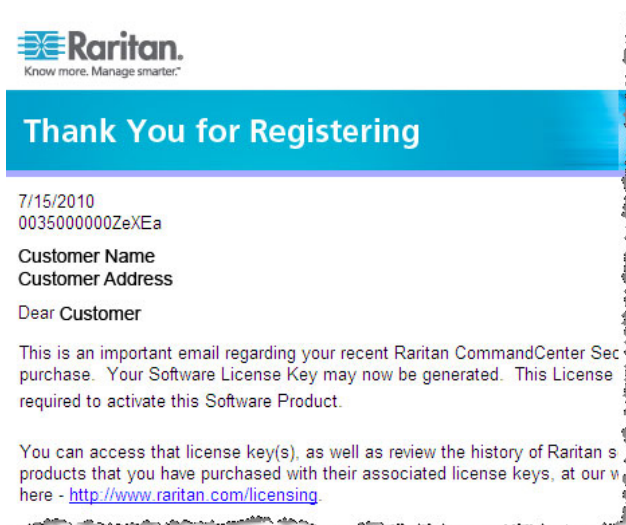 Raritan.
Know more. Manage smarter.™
Thank You for Registering
7/15/2010
0035000000ZeXEa
Customer Name
Customer Address
Dear Customer
This is an important email regarding your recent Raritan CommandCenter Sec
purchase. Your Software License Key may now be generated. This License
required to activate this Software Product.
You can access that license key(s), as well as review the history of Raritan s
products that you have purchased with their associated license keys, at our w
here - http://www.raritan.com/licensing.